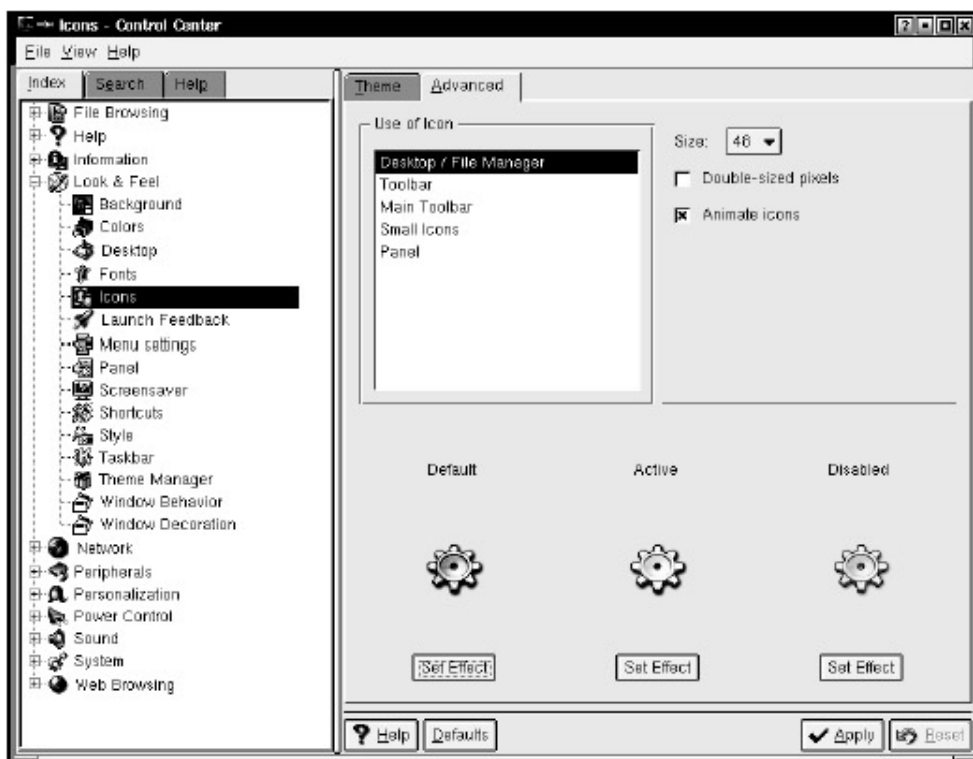 Icons - Control Center
File View Help
Index Search Help
File Browsing
Help
Information
Look & Feel
Background
Colors
Desktop
Fonts
Icons
Launch Feedback
Menu settings
Panel
Screensaver
Shortcuts
Style
Taskbar
Theme Manager
Window Behavior
Window Decoration
Network
Peripherals
Personalization
Power Control
Sound
System
Web Browsing
Theme Advanced
Use of Icon
Desktop / File Manager
Toolbar
Main Toolbar
Small Icons
Panel
Size: 48
Double-sized pixels
Animate icons
Default Active Disabled
Set Effect Set Effect Set Effect
Help Defaults Apply Reset